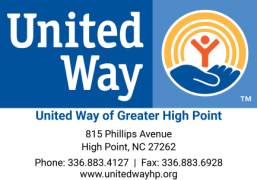 United
Way
TM
United Way of Greater High Point
815 Phillips Avenue
High Point, NC 27262
Phone: 336.883.4127 | Fax: 336.883.6928
www.unitedwayhp.org